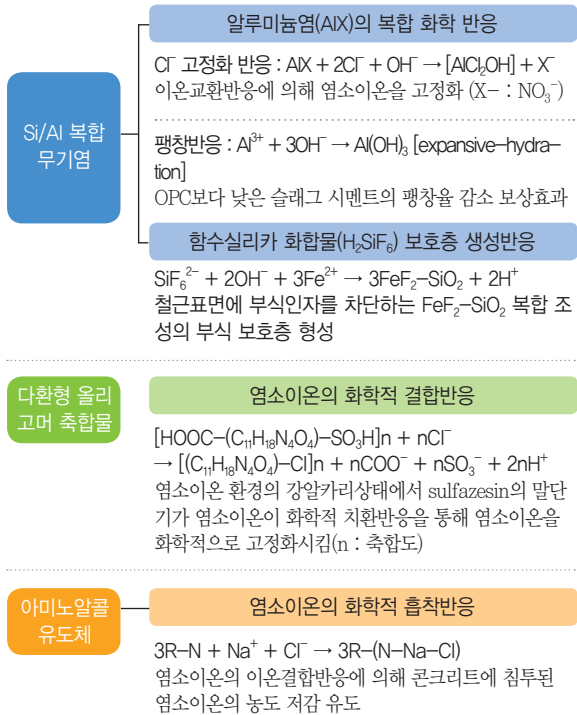 알루미늄염(AlX)의 복합 화학 반응
Si/Al 복합
무기염
Cl⁻ 고정화 반응 : AlX + 2Cl⁻ + OH⁻ → [AlCl₂OH] + X⁻
이온교환반응에 의해 염소이온을 고정화 (X− : NO₃⁻)
팽창반응 : Al³⁺ + 3OH⁻ → Al(OH)₃ [expansive–hydra–
tion]
OPC보다 낮은 슬래그 시멘트의 팽창율 감소 보상효과
함수실리카 화합물(H₂SiF₆) 보호층 생성반응
SiF₆²⁻ + 2OH⁻ + 3Fe²⁺ → 3FeF₂–SiO₂ + 2H⁺
철근표면에 부식인자를 차단하는 FeF₂–SiO₂ 복합 조
성의 부식 보호층 형성
다환형 올리
고머 축합물
염소이온의 화학적 결합반응
[HOOC–(C₁₁H₁₈N₄O₄)–SO₃H]n + nCl⁻
→ [(C₁₁H₁₈N₄O₄)–Cl]n + nCOO⁻ + nSO₃⁻ + 2nH⁺
염소이온 환경의 강알카리상태에서 sulfazesin의 말단
기가 염소이온이 화학적 치환반응을 통해 염소이온을
화학적으로 고정화시킴(n : 축합도)
아미노알콜
유도체
염소이온의 화학적 흡착반응
3R–N + Na⁺ + Cl⁻ → 3R–(N–Na–Cl)
염소이온의 이온결합반응에 의해 콘크리트에 침투된
염소이온의 농도 저감 유도